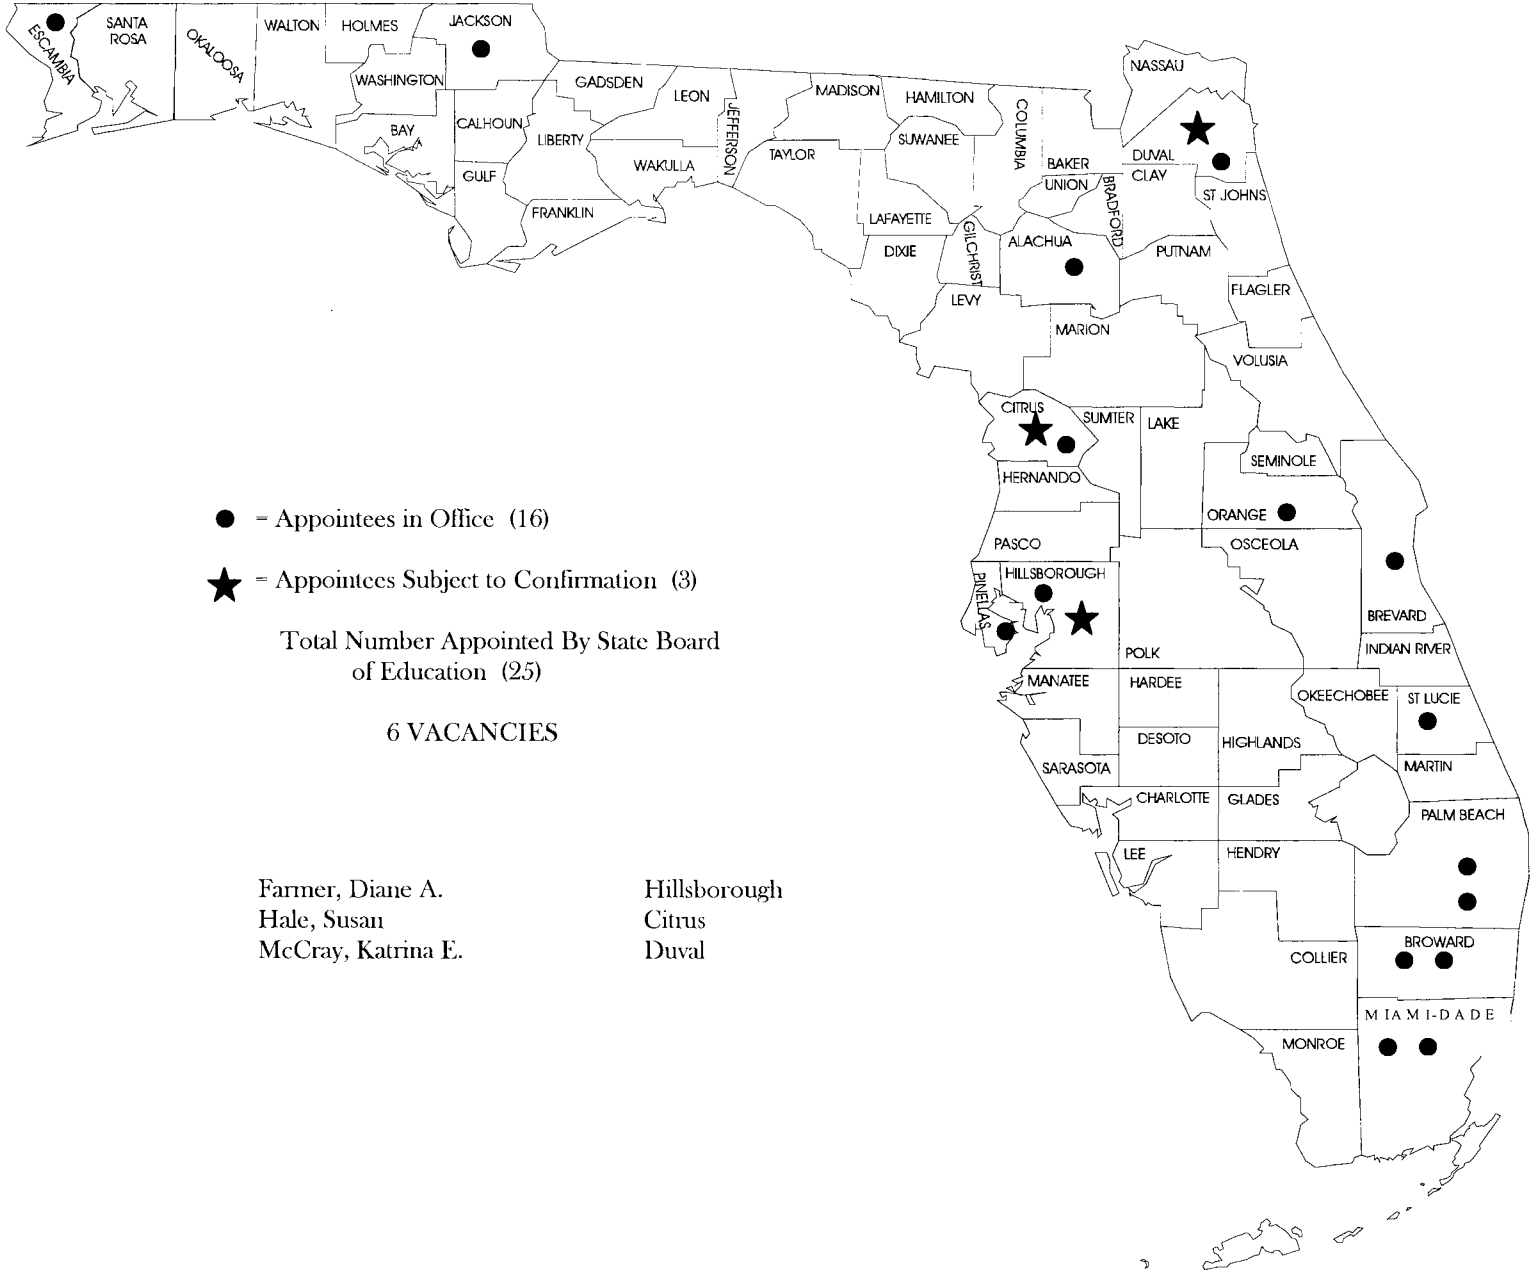 SANTA
ROSA
ESCAMBIA
OKALOOSA
WALTON
HOLMES
JACKSON
WASHINGTON
BAY
CALHOUN
GULF
GADSDEN
LIBERTY
FRANKLIN
LEON
WAKULLA
JEFFERSON
MADISON
TAYLOR
HAMILTON
SUWANEE
LAFAYETTE
DIXIE
COLUMBIA
GILCHRIST
LEVY
NASSAU
BAKER
UNION
BRADFORD
DUVAL
CLAY
ST JOHNS
ALACHUA
PUTNAM
FLAGLER
MARION
VOLUSIA
CITRUS
SUMTER
LAKE
SEMINOLE
HERNANDO
ORANGE
PASCO
OSCEOLA
HILLSBOROUGH
PINELLAS
BREVARD
POLK
INDIAN RIVER
MANATEE
HARDEE
OKEECHOBEE
ST LUCIE
DESOTO
HIGHLANDS
SARASOTA
MARTIN
CHARLOTTE
GLADES
PALM BEACH
LEE
HENDRY
BROWARD
COLLIER
MIAMI-DADE
MONROE
= Appointees in Office (16)
= Appointees Subject to Confirmation (3)
Total Number Appointed By State Board
of Education (25)
6 VACANCIES
Farmer, Diane A. Hillsborough
Hale, Susan Citrus
McCray, Katrina E. Duval